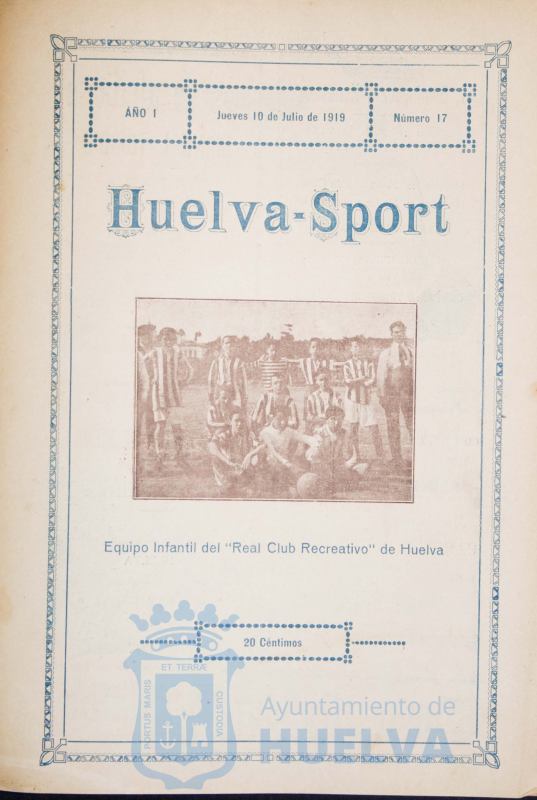 AÑO I
Jueves 10 de Julio de 1919
Número 17
Huelva-Sport
Equipo Infantil del "Real Club Recreativo" de Huelva
20 Céntimos
ET TERRÆ
PORTUS MARIS
CUSTODIA
Ayuntamiento de
HUELVA